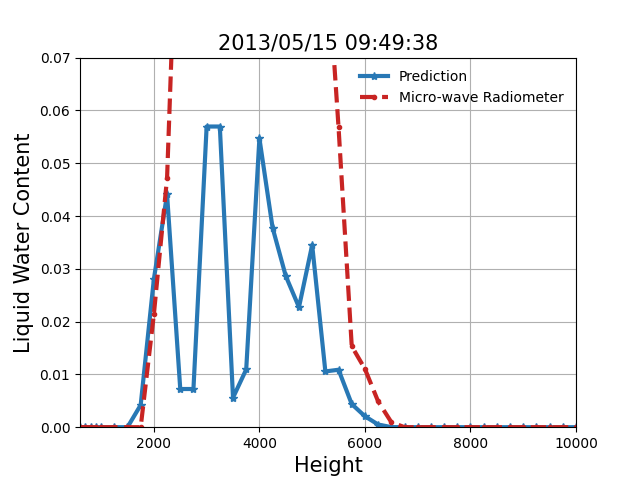 2013/05/15 09:49:38
0.07
0.06
0.05
0.04
0.03
0.02
0.01
0.00
Liquid Water Content
Prediction
Micro-wave Radiometer
2000 4000 6000 8000 10000
Height